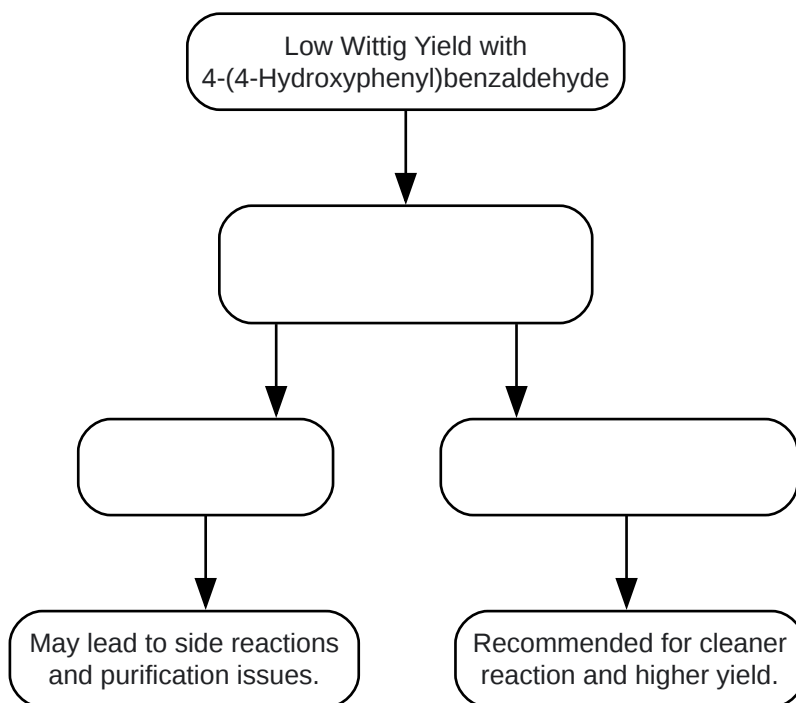 Low Wittig Yield with
4-(4-Hydroxyphenyl)benzaldehyde
May lead to side reactions
and purification issues.
Recommended for cleaner
reaction and higher yield.